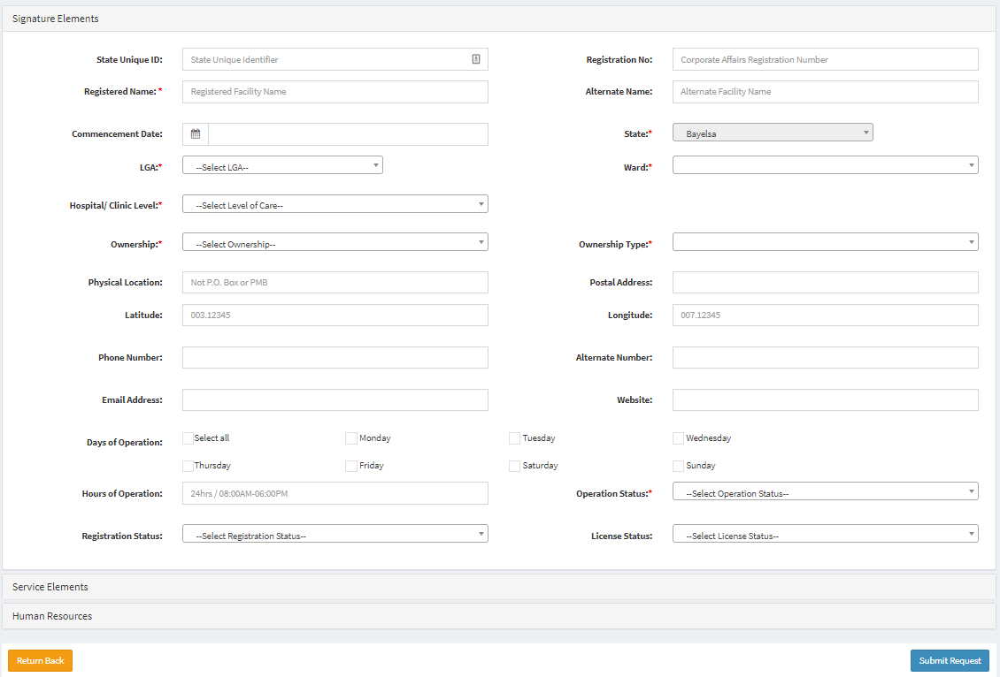 Signature Elements
State Unique ID: State Unique Identifier Registration No: Corporate Affairs Registration Number
Registered Name: * Registered Facility Name Alternate Name: Alternate Facility Name
Commencement Date: State:* Bayelsa
LGA:* --Select LGA-- Ward:*
Hospital/ Clinic Level:* --Select Level of Care--
Ownership:* --Select Ownership-- Ownership Type:*
Physical Location: Not P.O. Box or PMB Postal Address:
Latitude: 003.12345 Longitude: 007.12345
Phone Number: Alternate Number:
Email Address: Website:
Days of Operation: Select all Monday Tuesday Wednesday
Thursday Friday Saturday Sunday
Hours of Operation: 24hrs / 08:00AM-06:00PM Operation Status:* --Select Operation Status--
Registration Status: --Select Registration Status-- License Status: --Select License Status--
Service Elements
Human Resources
Return Back Submit Request